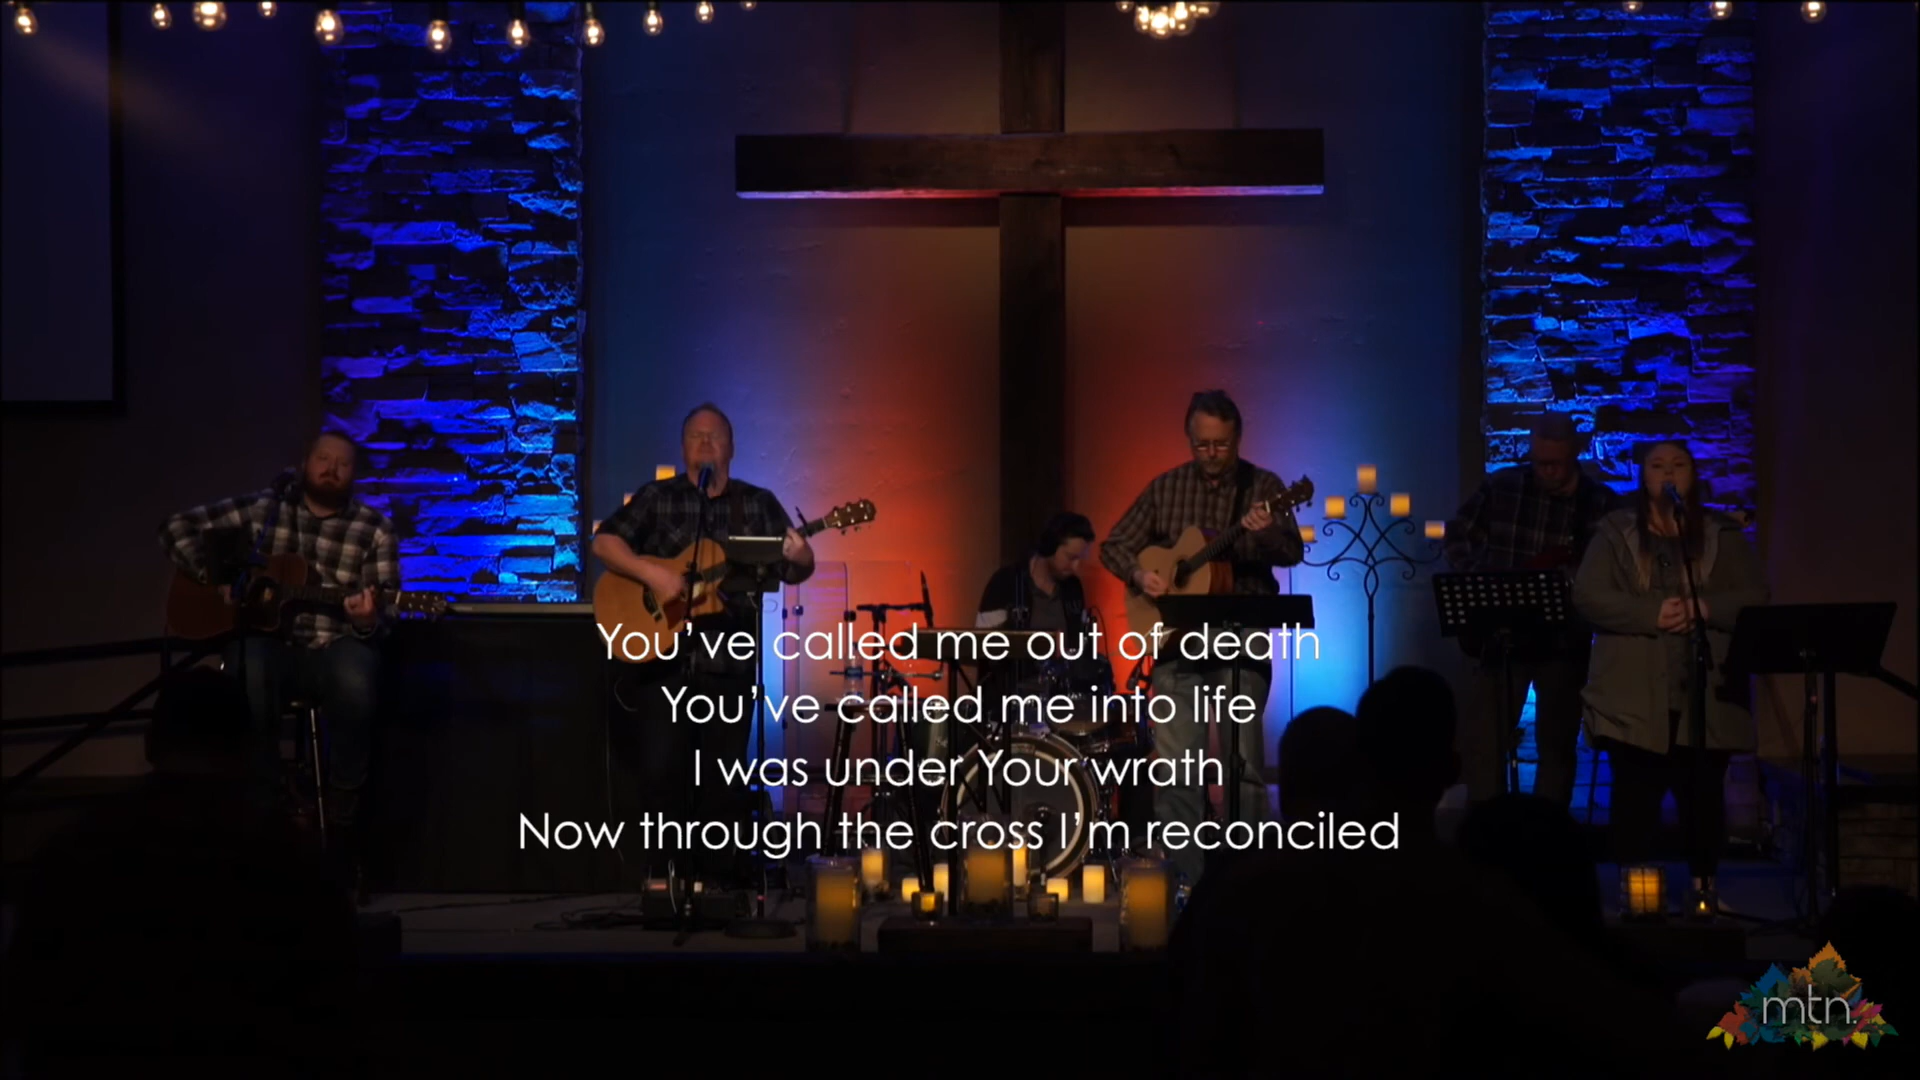 You’ve called me out of death
You’ve called me into life
I was under Your wrath
Now through the cross I’m reconciled
mtn.